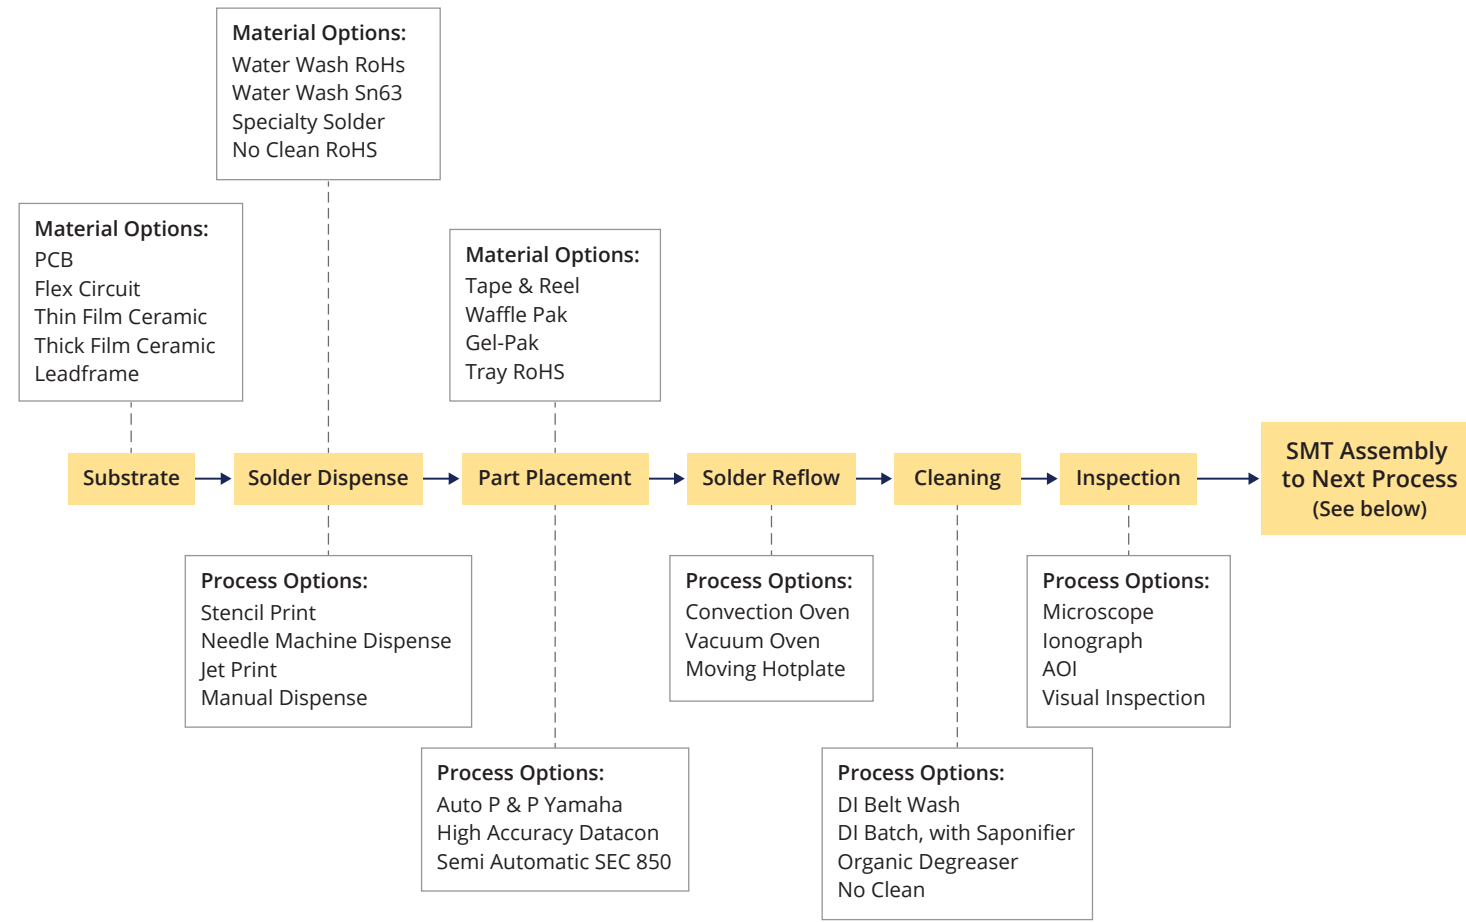 Material Options:
Water Wash RoHs
Water Wash Sn63
Specialty Solder
No Clean RoHS
Material Options:
PCB
Flex Circuit
Thin Film Ceramic
Thick Film Ceramic
Leadframe
Material Options:
Tape & Reel
Waffle Pak
Gel-Pak
Tray RoHS
Substrate
Solder Dispense
Part Placement
Solder Reflow
Cleaning
Inspection
SMT Assembly
to Next Process
(See below)
Process Options:
Stencil Print
Needle Machine Dispense
Jet Print
Manual Dispense
Process Options:
Convection Oven
Vacuum Oven
Moving Hotplate
Process Options:
Microscope
Ionograph
AOI
Visual Inspection
Process Options:
Auto P & P Yamaha
High Accuracy Datacon
Semi Automatic SEC 850
Process Options:
DI Belt Wash
DI Batch, with Saponifier
Organic Degreaser
No Clean